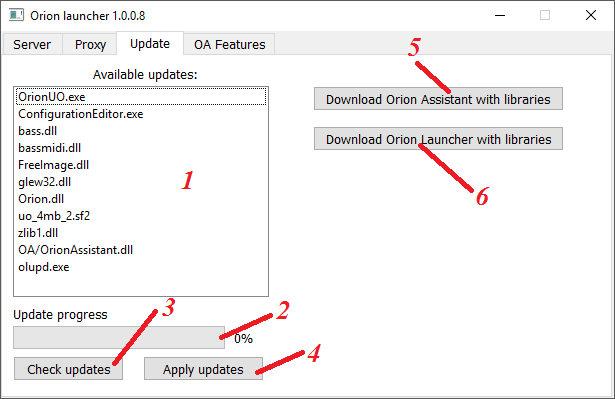 Orion launcher 1.0.0.8
Server Proxy Update OA Features
Available updates:
OrionUO.exe
ConfigurationEditor.exe
bass.dll
bassmidi.dll
FreeImage.dll
glew32.dll
Orion.dll
uo_4mb_2.sf2
zlib1.dll
OA/OrionAssistant.dll
olupd.exe
1
5
Download Orion Assistant with libraries
Download Orion Launcher with libraries
6
Update progress
3
2
0%
Check updates
Apply updates
4